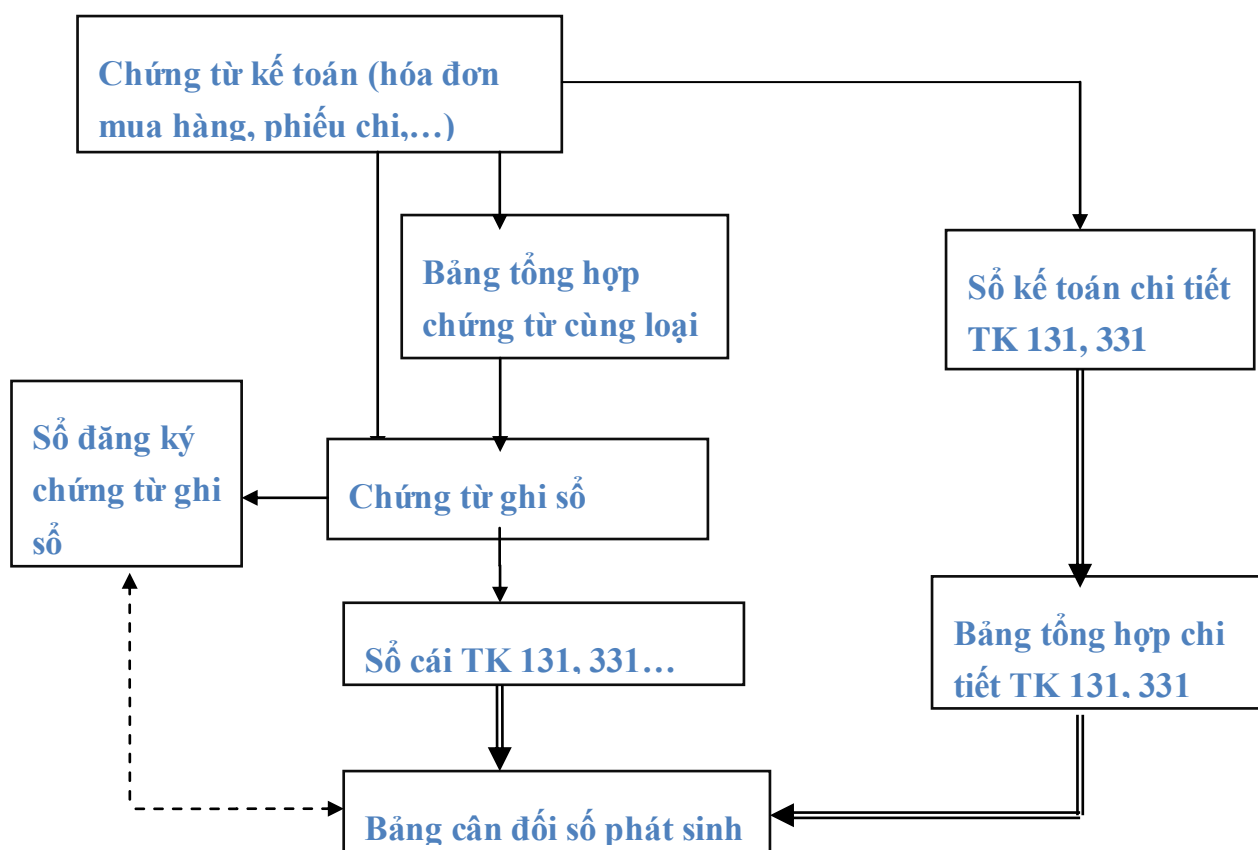 Chứng từ kế toán (hóa đơn
mua hàng, phiếu chi,…)
Bảng tổng hợp
chứng từ cùng loại
Sổ kế toán chi tiết
TK 131, 331
Sổ đăng ký
chứng từ ghi
sổ
Chứng từ ghi sổ
Sổ cái TK 131, 331…
Bảng tổng hợp chi
tiết TK 131, 331
Bảng cân đối số phát sinh